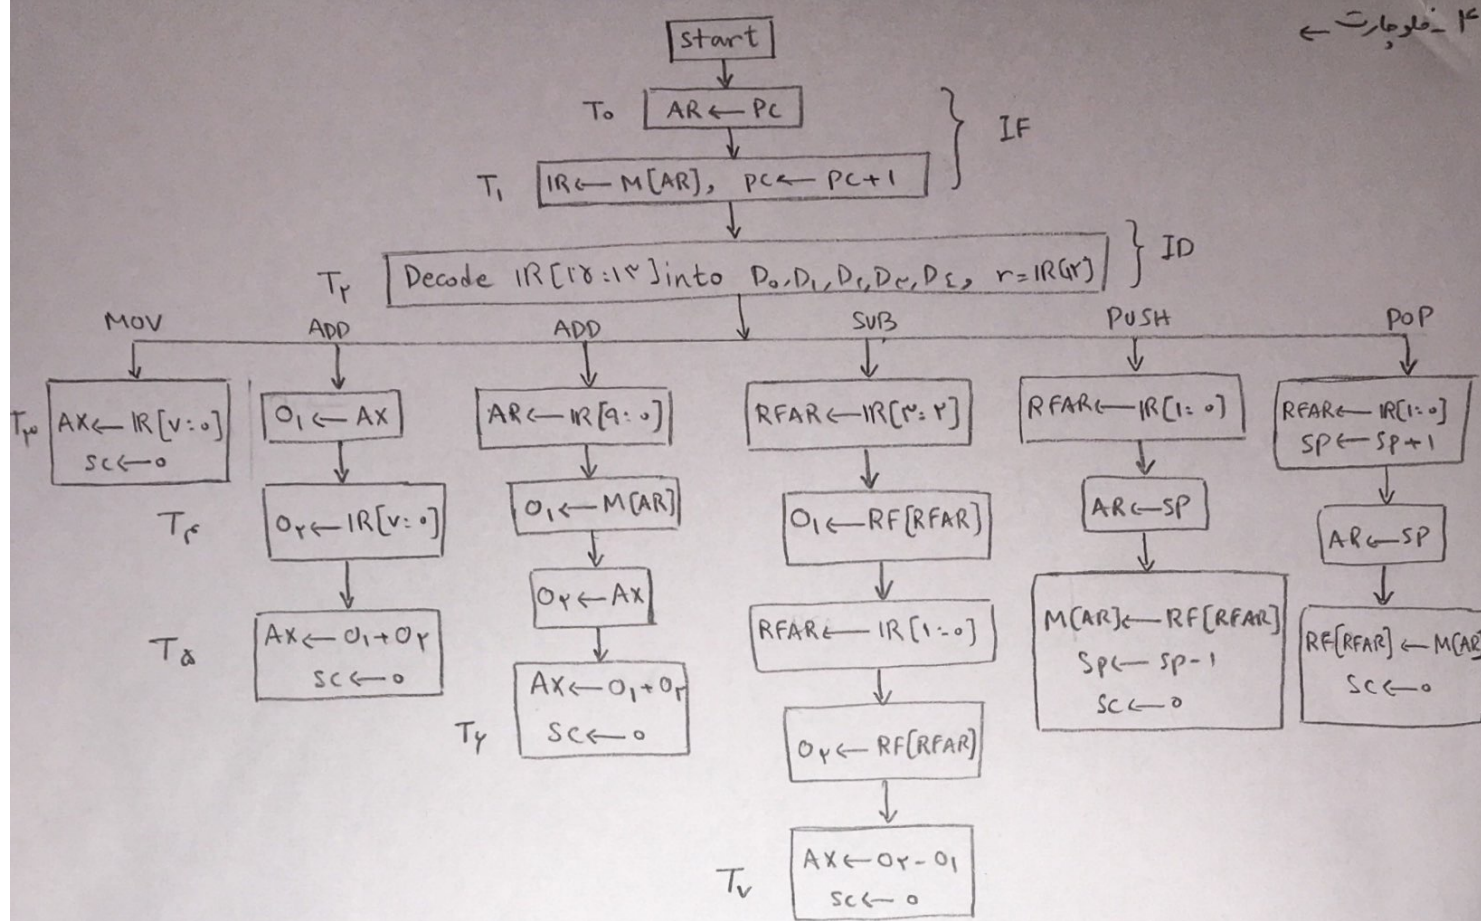 ۴_ فلوچارت ←
start
T₀ AR ← PC
IF
T₁ IR ← M[AR], PC ← PC+1
T۲ Decode IR[۱۵:۱۳] into D₀,D₁,D۲,D۳,D٤, r=IR[۱۲]
ID
MOV ADD ADD SUB PUSH POP
T۳ AX ← IR[۷:۰]
SC ← ۰
O₁ ← AX
T۴ O۲ ← IR[۷:۰]
T۵ AX ← O₁+O۲
SC ← ۰
AR ← IR[۹:۰]
O₁ ← M[AR]
O۲ ← AX
T۶ AX ← O₁+O۲
SC ← ۰
RFAR ← IR[۳:۲]
O₁ ← RF[RFAR]
RFAR ← IR[۱:۰]
O۲ ← RF[RFAR]
T۷ AX ← O۲-O₁
SC ← ۰
RFAR ← IR[۱:۰]
AR ← SP
M[AR] ← RF[RFAR]
SP ← SP-1
SC ← ۰
RFAR ← IR[۱:۰]
SP ← SP+1
AR ← SP
RF[RFAR] ← M[AR]
SC ← ۰